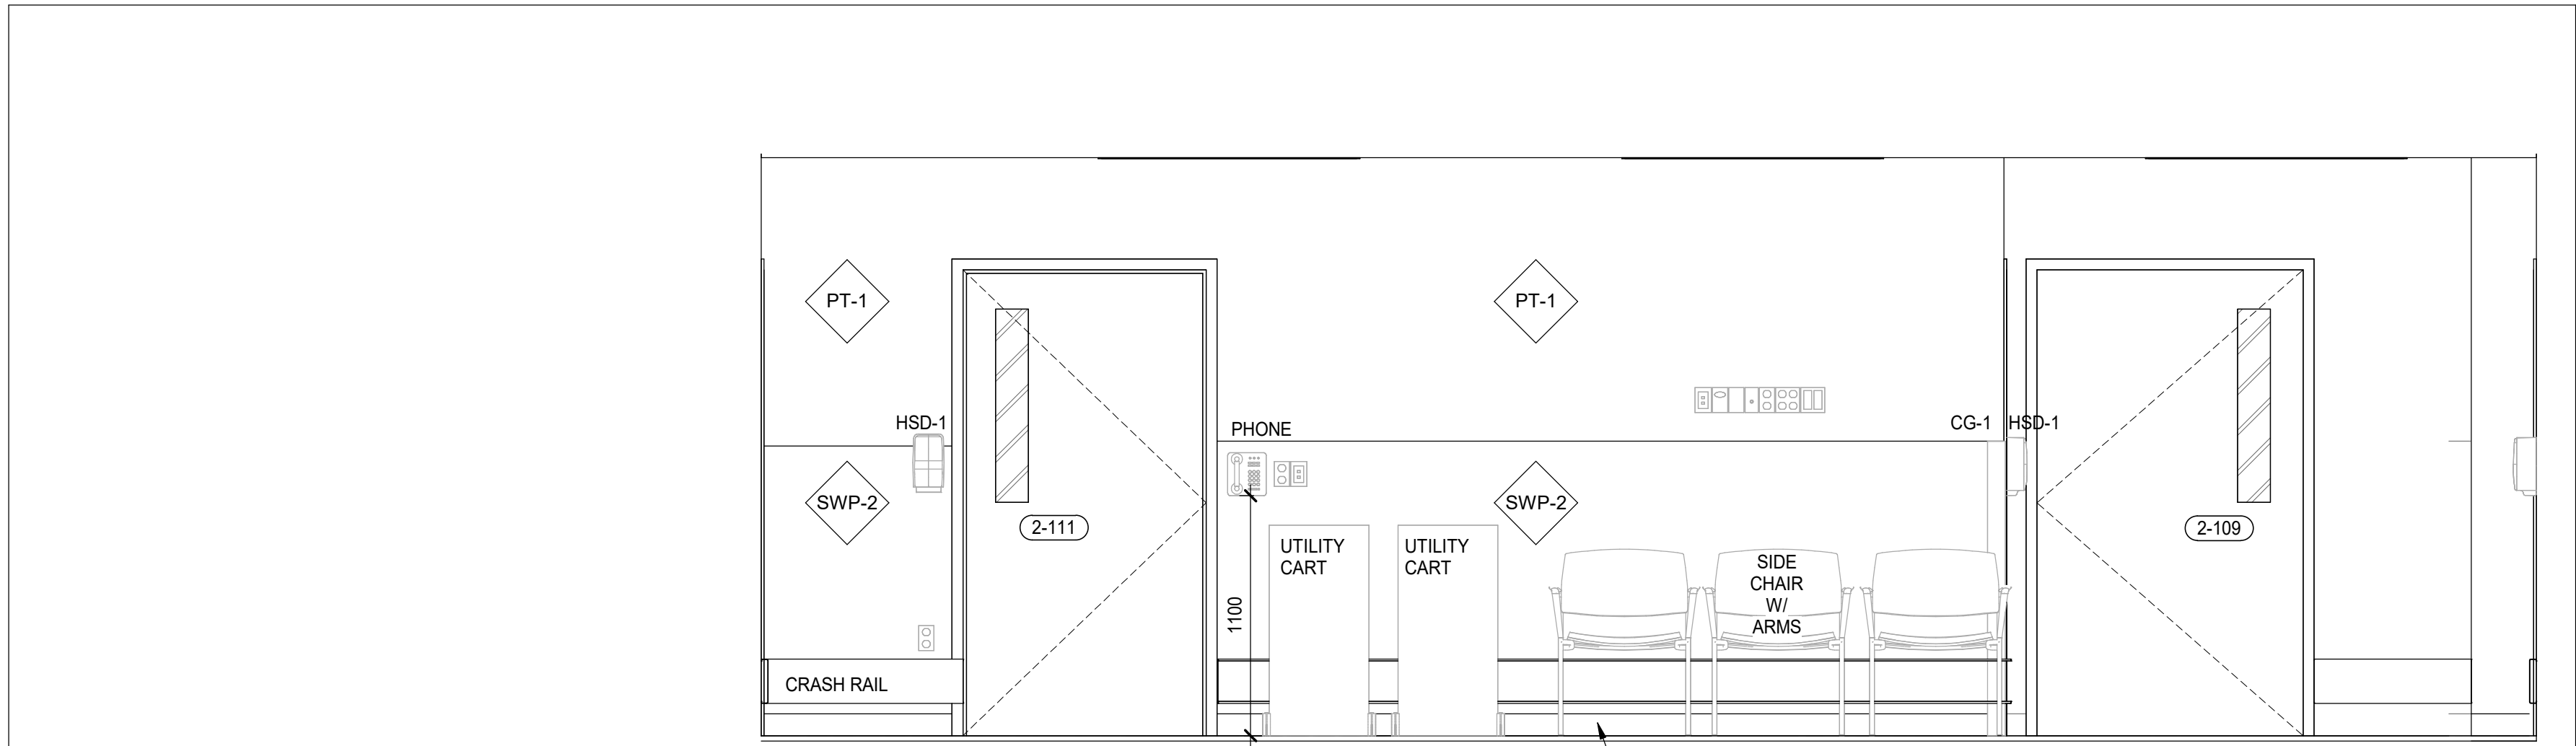 PT-1
PT-1
HSD-1
PHONE
CG-1
HSD-1
SWP-2
SWP-2
2-111
2-109
UTILITY
CART
UTILITY
CART
SIDE
CHAIR
W/
ARMS
1100
CRASH RAIL